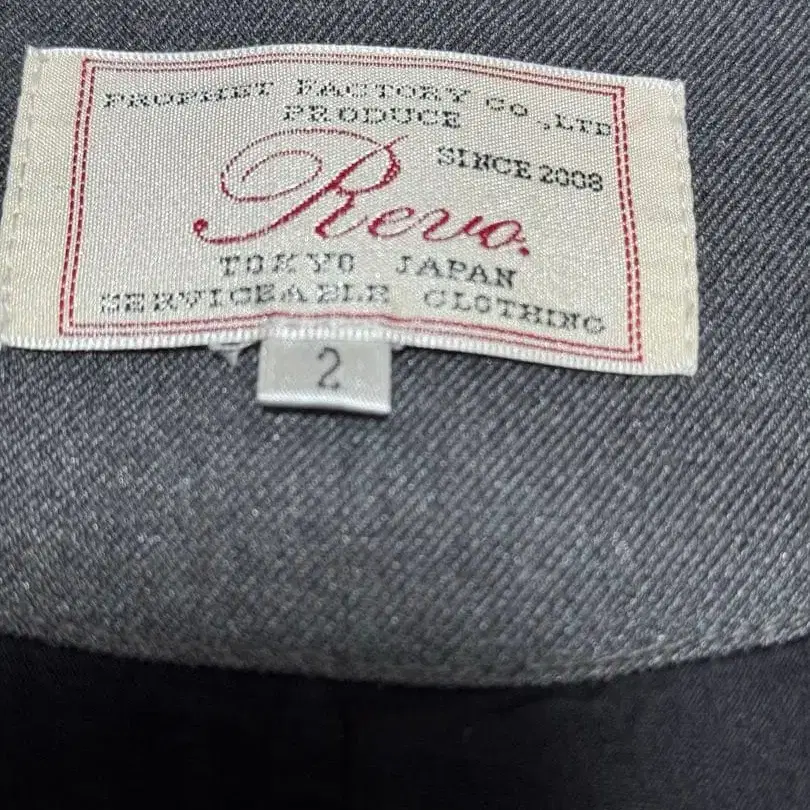 PROPHET FACTORY CO.,LTD
PRODUCE
SINCE 2008
Revo.
TOKYO JAPAN
SERVICEABLE CLOTHING
2